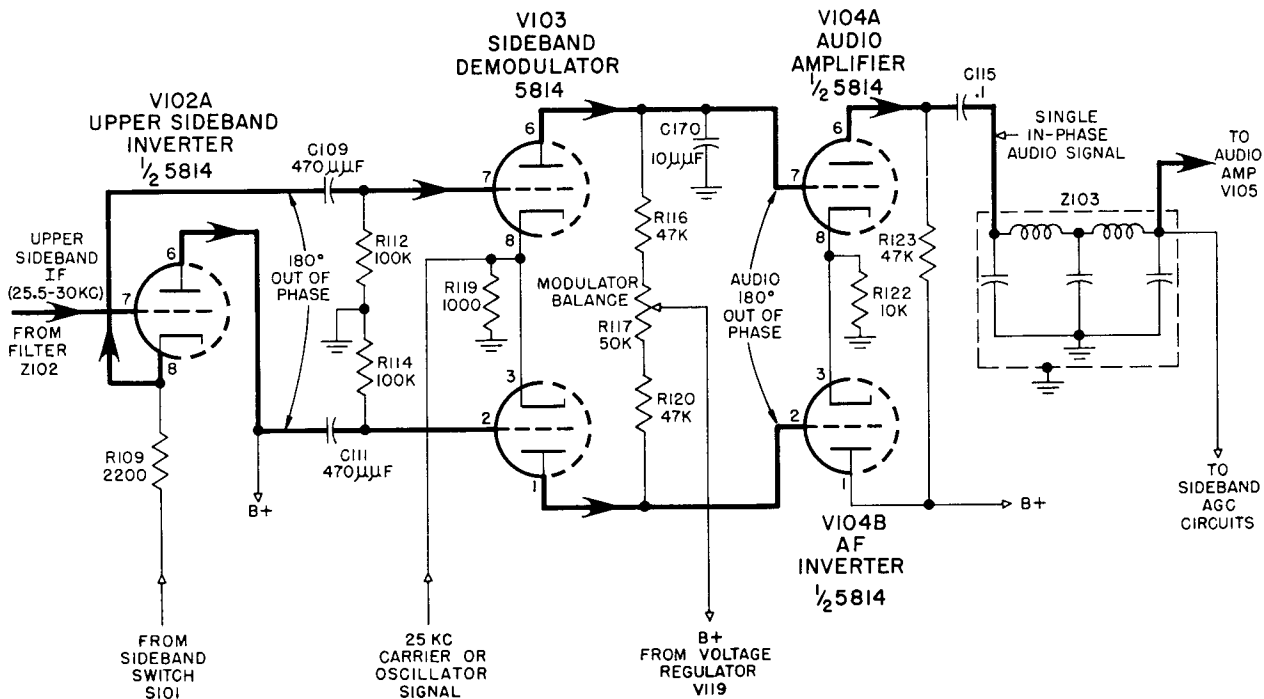 V102A
UPPER SIDEBAND
INVERTER
½ 5814
V103
SIDEBAND
DEMODULATOR
5814
V104A
AUDIO
AMPLIFIER
½ 5814
C109
470µµF
C170
10µµF
C115
.1
SINGLE
IN-PHASE
AUDIO SIGNAL
TO
AUDIO
AMP
V105
UPPER
SIDEBAND
IF
(25.5-30KC)
FROM
FILTER
Z102
6
7
8
180°
OUT OF
PHASE
R112
100K
R114
100K
6
7
8
R119
1000
3
2
1
R116
47K
MODULATOR
BALANCE
R117
50K
R120
47K
AUDIO
180°
OUT OF
PHASE
6
7
8
R123
47K
R122
10K
3
2
1
Z103
R109
2200
B+
C111
470µµF
B+
V104B
AF
INVERTER
½ 5814
TO
SIDEBAND
AGC
CIRCUITS
FROM
SIDEBAND
SWITCH
S101
25 KC
CARRIER OR
OSCILLATOR
SIGNAL
B+
FROM VOLTAGE
REGULATOR
V119